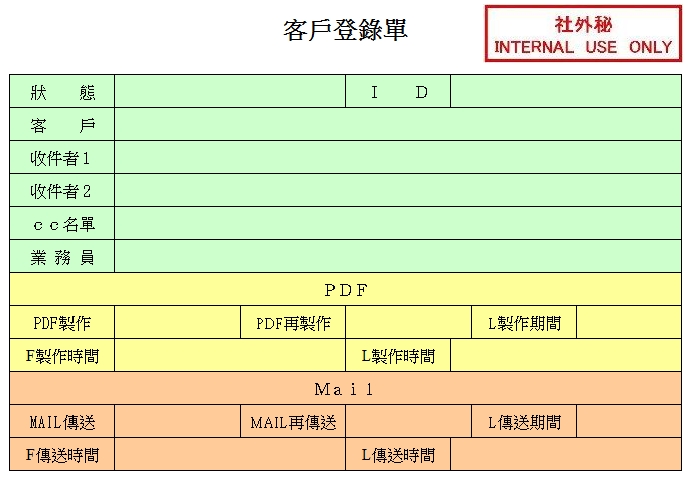 客戶登錄單
社外秘
INTERNAL USE ONLY
狀 態 Ｉ Ｄ
客 戶
收件者１
收件者２
ｃｃ名單
業 務 員
ＰＤＦ
PDF製作 PDF再製作 L製作期間
F製作時間 L製作時間
Ｍａｉｌ
MAIL傳送 MAIL再傳送 L傳送期間
F傳送時間 L傳送時間